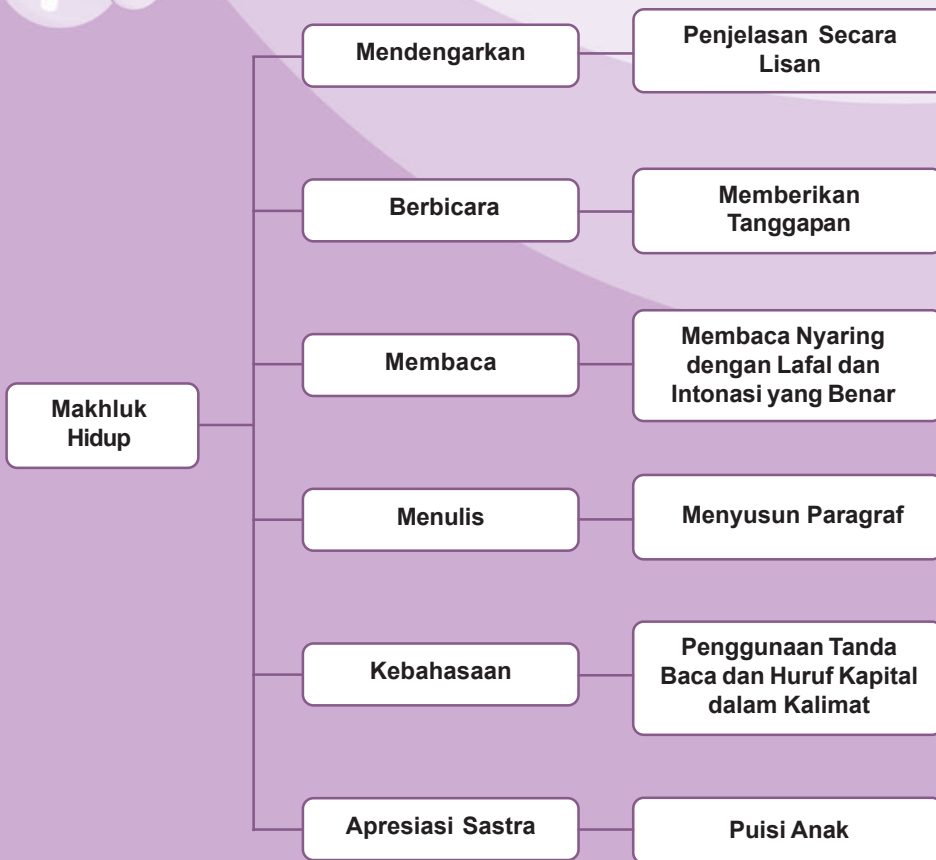 Mendengarkan
Penjelasan Secara
Lisan
Berbicara
Memberikan
Tanggapan
Membaca
Membaca Nyaring
dengan Lafal dan
Intonasi yang Benar
Makhluk
Hidup
Menulis
Menyusun Paragraf
Kebahasaan
Penggunaan Tanda
Baca dan Huruf Kapital
dalam Kalimat
Apresiasi Sastra
Puisi Anak